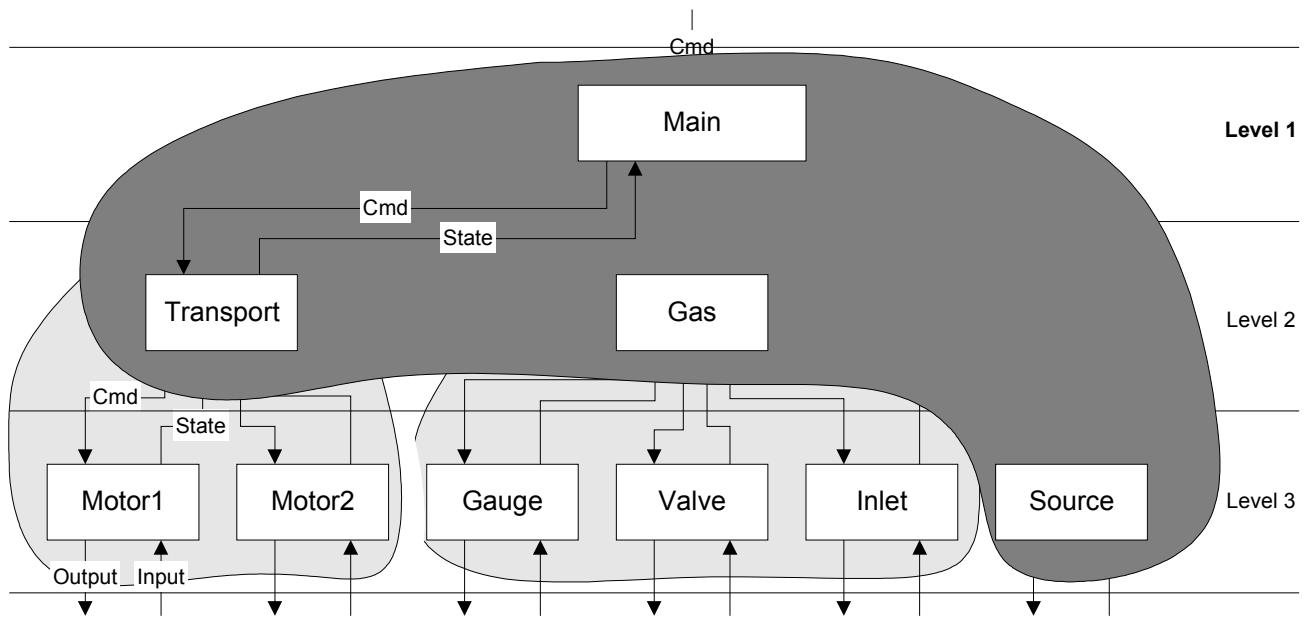 Cmd
Main
Level 1
Cmd
State
Transport
Gas
Level 2
Cmd
State
Motor1
Motor2
Gauge
Valve
Inlet
Source
Level 3
Output
Input